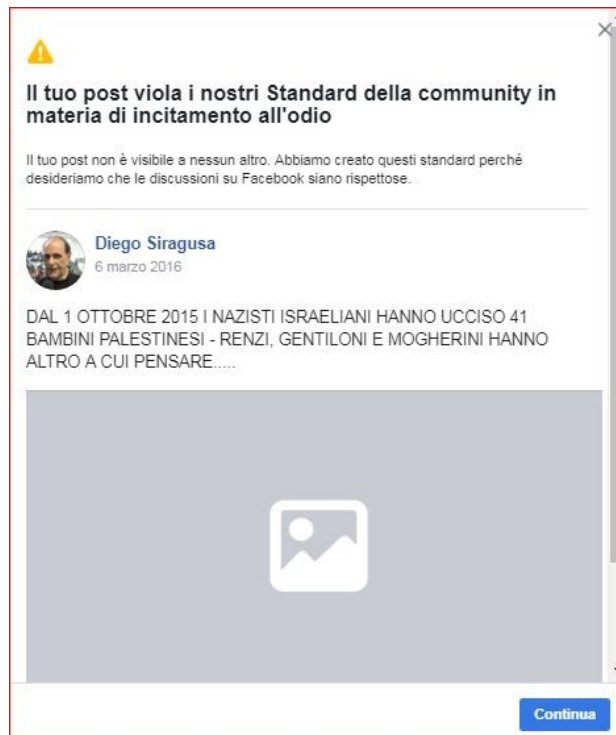 Il tuo post viola i nostri Standard della community in
materia di incitamento all'odio
Il tuo post non è visibile a nessun altro. Abbiamo creato questi standard perché
desideriamo che le discussioni su Facebook siano rispettose.
Diego Siragusa
6 marzo 2016
DAL 1 OTTOBRE 2015 I NAZISTI ISRAELIANI HANNO UCCISO 41
BAMBINI PALESTINESI - RENZI, GENTILONI E MOGHERINI HANNO
ALTRO A CUI PENSARE.....
Continua